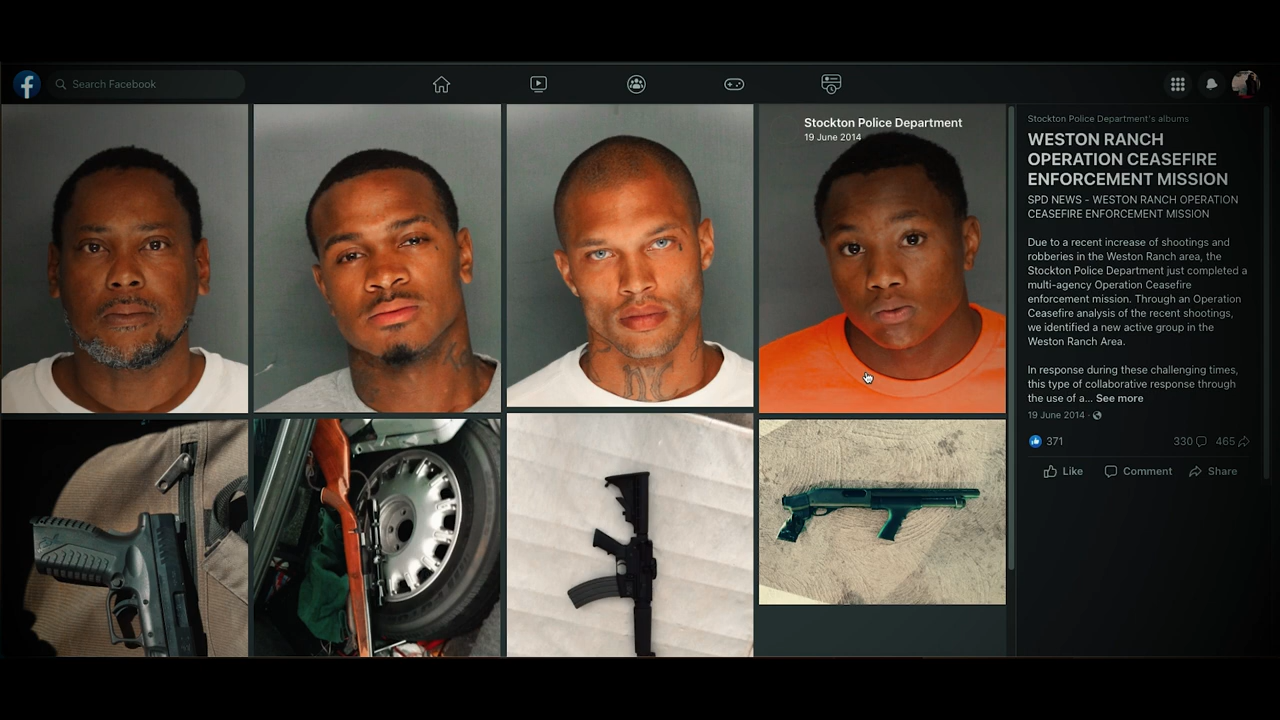 Search Facebook
Stockton Police Department
19 June 2014
Stockton Police Department's albums
WESTON RANCH
OPERATION CEASEFIRE
ENFORCEMENT MISSION
SPD NEWS - WESTON RANCH OPERATION
CEASEFIRE ENFORCEMENT MISSION
Due to a recent increase of shootings and
robberies in the Weston Ranch area, the
Stockton Police Department just completed a
multi-agency Operation Ceasefire
enforcement mission. Through an Operation
Ceasefire analysis of the recent shootings,
we identified a new active group in the
Weston Ranch Area.
In response during these challenging times,
this type of collaborative response through
the use of a... See more
19 June 2014 ·
371 330 465
Like Comment Share